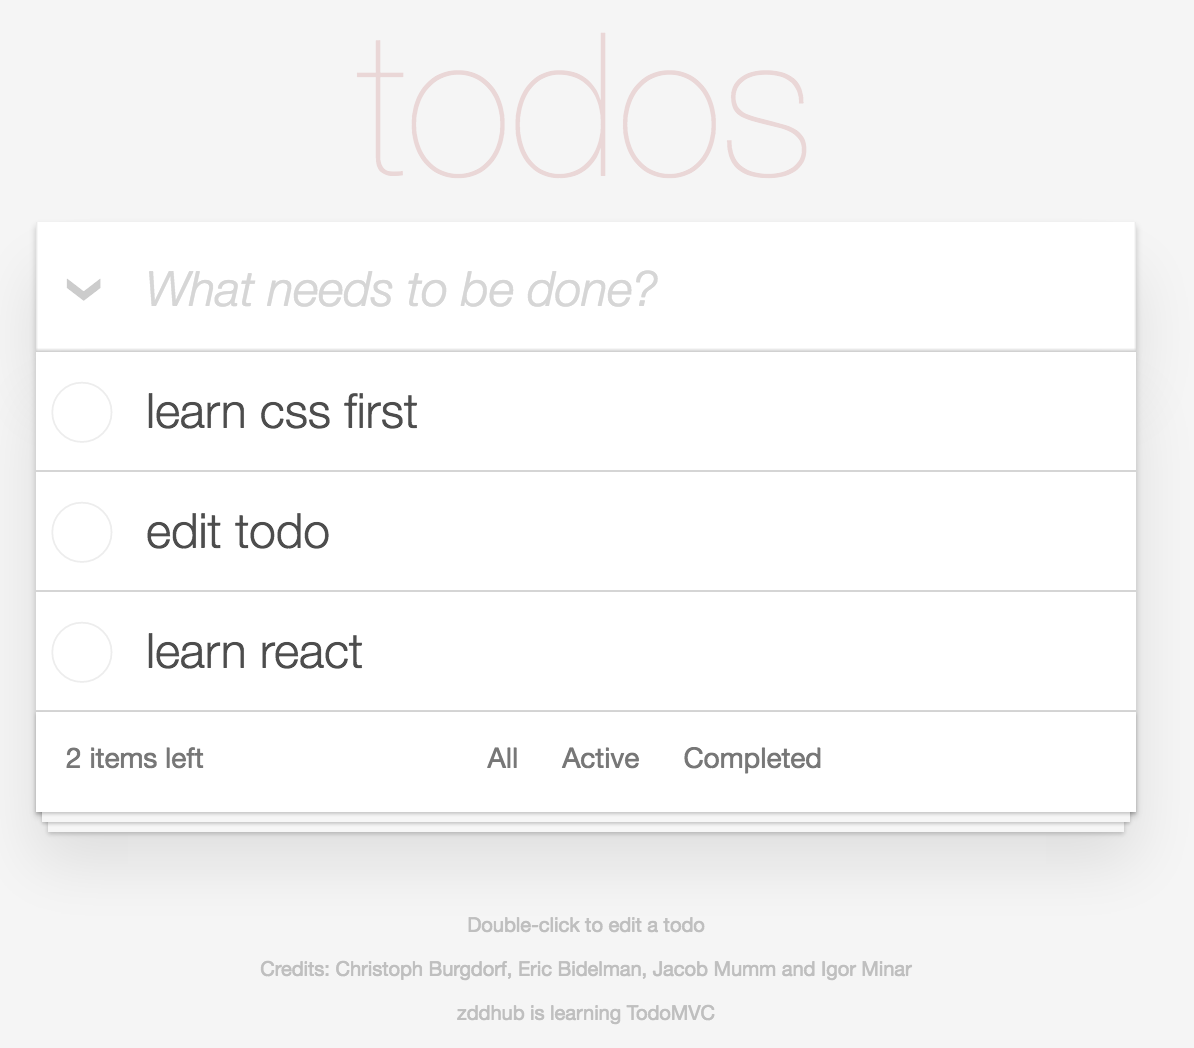 todos
What needs to be done?
learn css first
edit todo
learn react
2 items left All Active Completed
Double-click to edit a todo
Credits: Christoph Burgdorf, Eric Bidelman, Jacob Mumm and Igor Minar
zddhub is learning TodoMVC